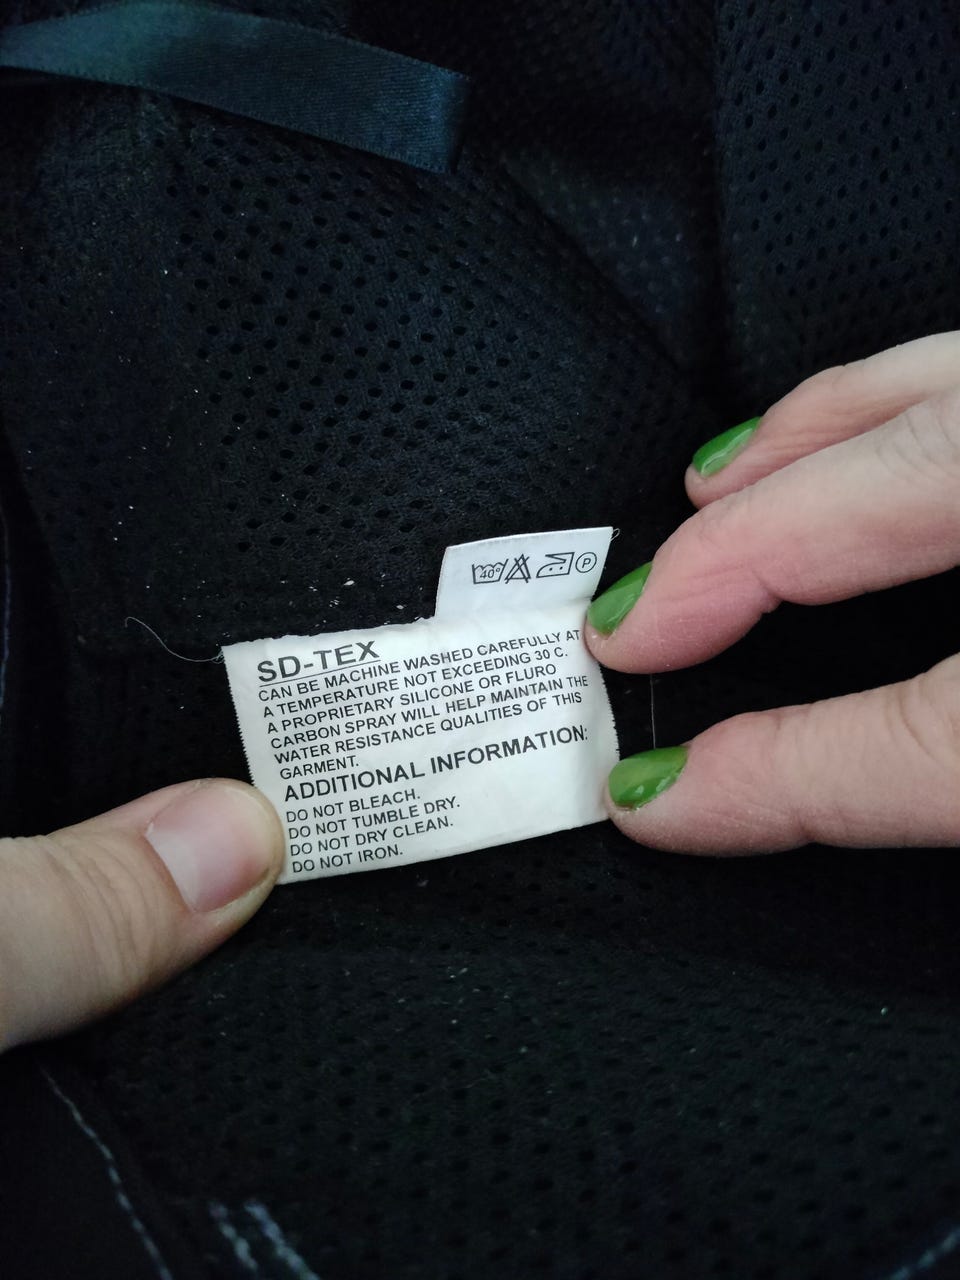 40° P
SD-TEX
CAN BE MACHINE WASHED CAREFULLY AT
A TEMPERATURE NOT EXCEEDING 30 C.
A PROPRIETARY SILICONE OR FLURO
CARBON SPRAY WILL HELP MAINTAIN THE
WATER RESISTANCE QUALITIES OF THIS
GARMENT.
ADDITIONAL INFORMATION:
DO NOT BLEACH.
DO NOT TUMBLE DRY.
DO NOT DRY CLEAN.
DO NOT IRON.